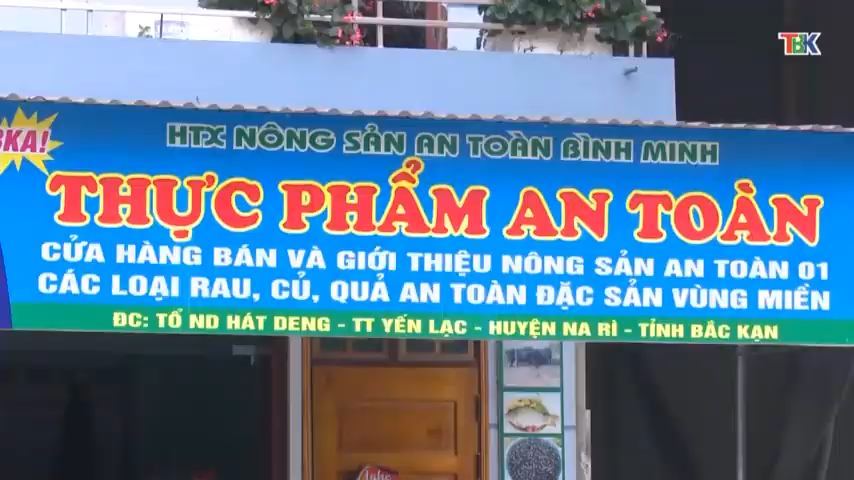 TBK
BKA!
HTX NÔNG SẢN AN TOÀN BÌNH MINH
THỰC PHẨM AN TOÀN
CỬA HÀNG BÁN VÀ GIỚI THIỆU NÔNG SẢN AN TOÀN 01
CÁC LOẠI RAU, CỦ, QUẢ AN TOÀN ĐẶC SẢN VÙNG MIỀN
ĐC: TỔ ND HÁT DENG - TT YẾN LẠC - HUYỆN NA RÌ - TỈNH BẮC KẠN